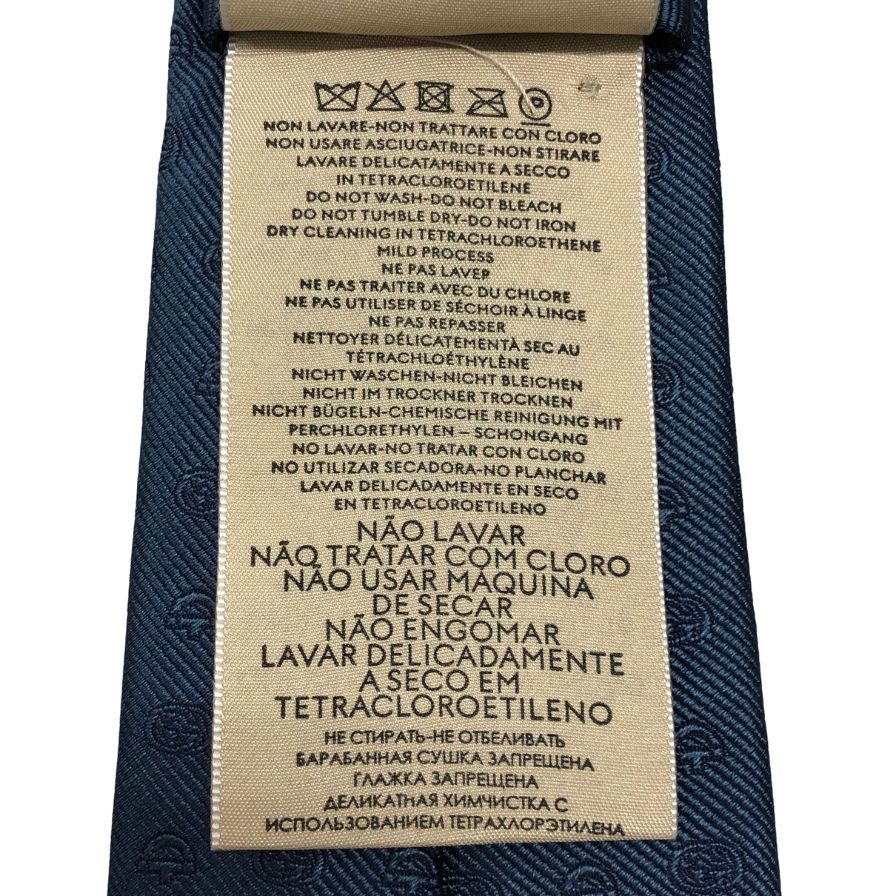 NON LAVARE-NON TRATTARE CON CLORO
NON USARE ASCIUGATRICE-NON STIRARE
LAVARE DELICATAMENTE A SECCO
IN TETRACLOROETILENE
DO NOT WASH-DO NOT BLEACH
DO NOT TUMBLE DRY-DO NOT IRON
DRY CLEANING IN TETRACHLOROETHENE
MILD PROCESS
NE PAS LAVER
NE PAS TRAITER AVEC DU CHLORE
NE PAS UTILISER DE SÉCHOIR À LINGE
NE PAS REPASSER
NETTOYER DÉLICATEMENTÀ SEC AU
TÉTRACHLOÉTHYLÈNE
NICHT WASCHEN-NICHT BLEICHEN
NICHT IM TROCKNER TROCKNEN
NICHT BÜGELN-CHEMISCHE REINIGUNG MIT
PERCHLORETHYLEN – SCHONGANG
NO LAVAR-NO TRATAR CON CLORO
NO UTILIZAR SECADORA-NO PLANCHAR
LAVAR DELICADAMENTE EN SECO
EN TETRACLOROETILENO
NÃO LAVAR
NÃO TRATAR COM CLORO
NÃO USAR MÁQUINA
DE SECAR
NÃO ENGOMAR
LAVAR DELICADAMENTE
A SECO EM
TETRACLOROETILENO
НЕ СТИРАТЬ-НЕ ОТБЕЛИВАТЬ
БАРАБАННАЯ СУШКА ЗАПРЕЩЕНА
ГЛАЖКА ЗАПРЕЩЕНА
ДЕЛИКАТНАЯ ХИМЧИСТКА С
ИСПОЛЬЗОВАНИЕМ ТЕТРАХЛОРЭТИЛЕНА